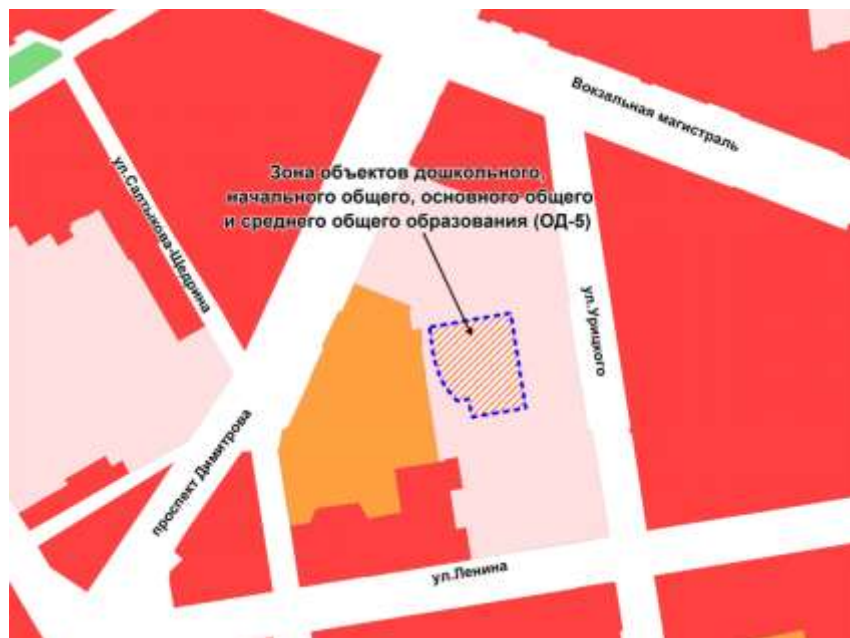 Вокзальная магистраль
ул.Салтыкова-Щедрина
Зона объектов дошкольного,
начального общего, основного общего
и среднего общего образования (ОД-5)
ул.Урицкого
проспект Димитрова
ул.Ленина